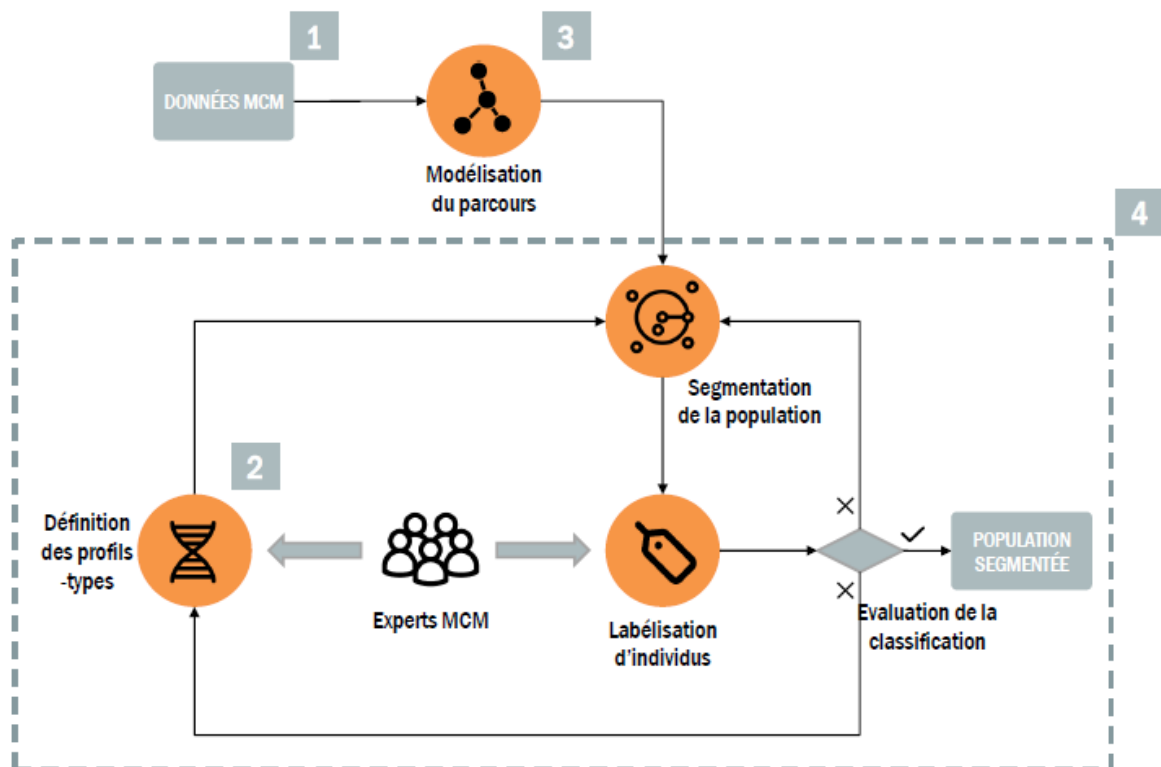 1
3
DONNÉES MCM
Modélisation
du parcours
4
Segmentation
de la population
2
Définition
des profils
-types
Experts MCM
Labélisation
d'individus
POPULATION
SEGMENTÉE
Evaluation de la
classification